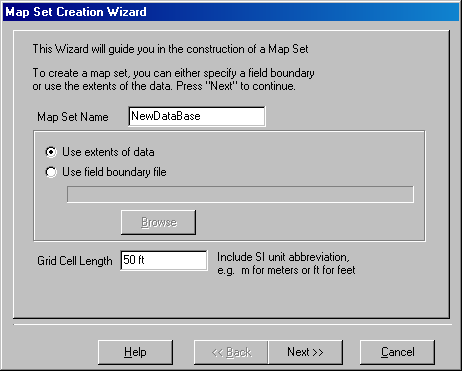 Map Set Creation Wizard
This Wizard will guide you in the construction of a Map Set
To create a map set, you can either specify a field boundary
or use the extents of the data. Press "Next" to continue.
Map Set Name NewDataBase
Use extents of data
Use field boundary file
Browse
Grid Cell Length 50 ft Include SI unit abbreviation,
e.g. m for meters or ft for feet
Help << Back Next >> Cancel